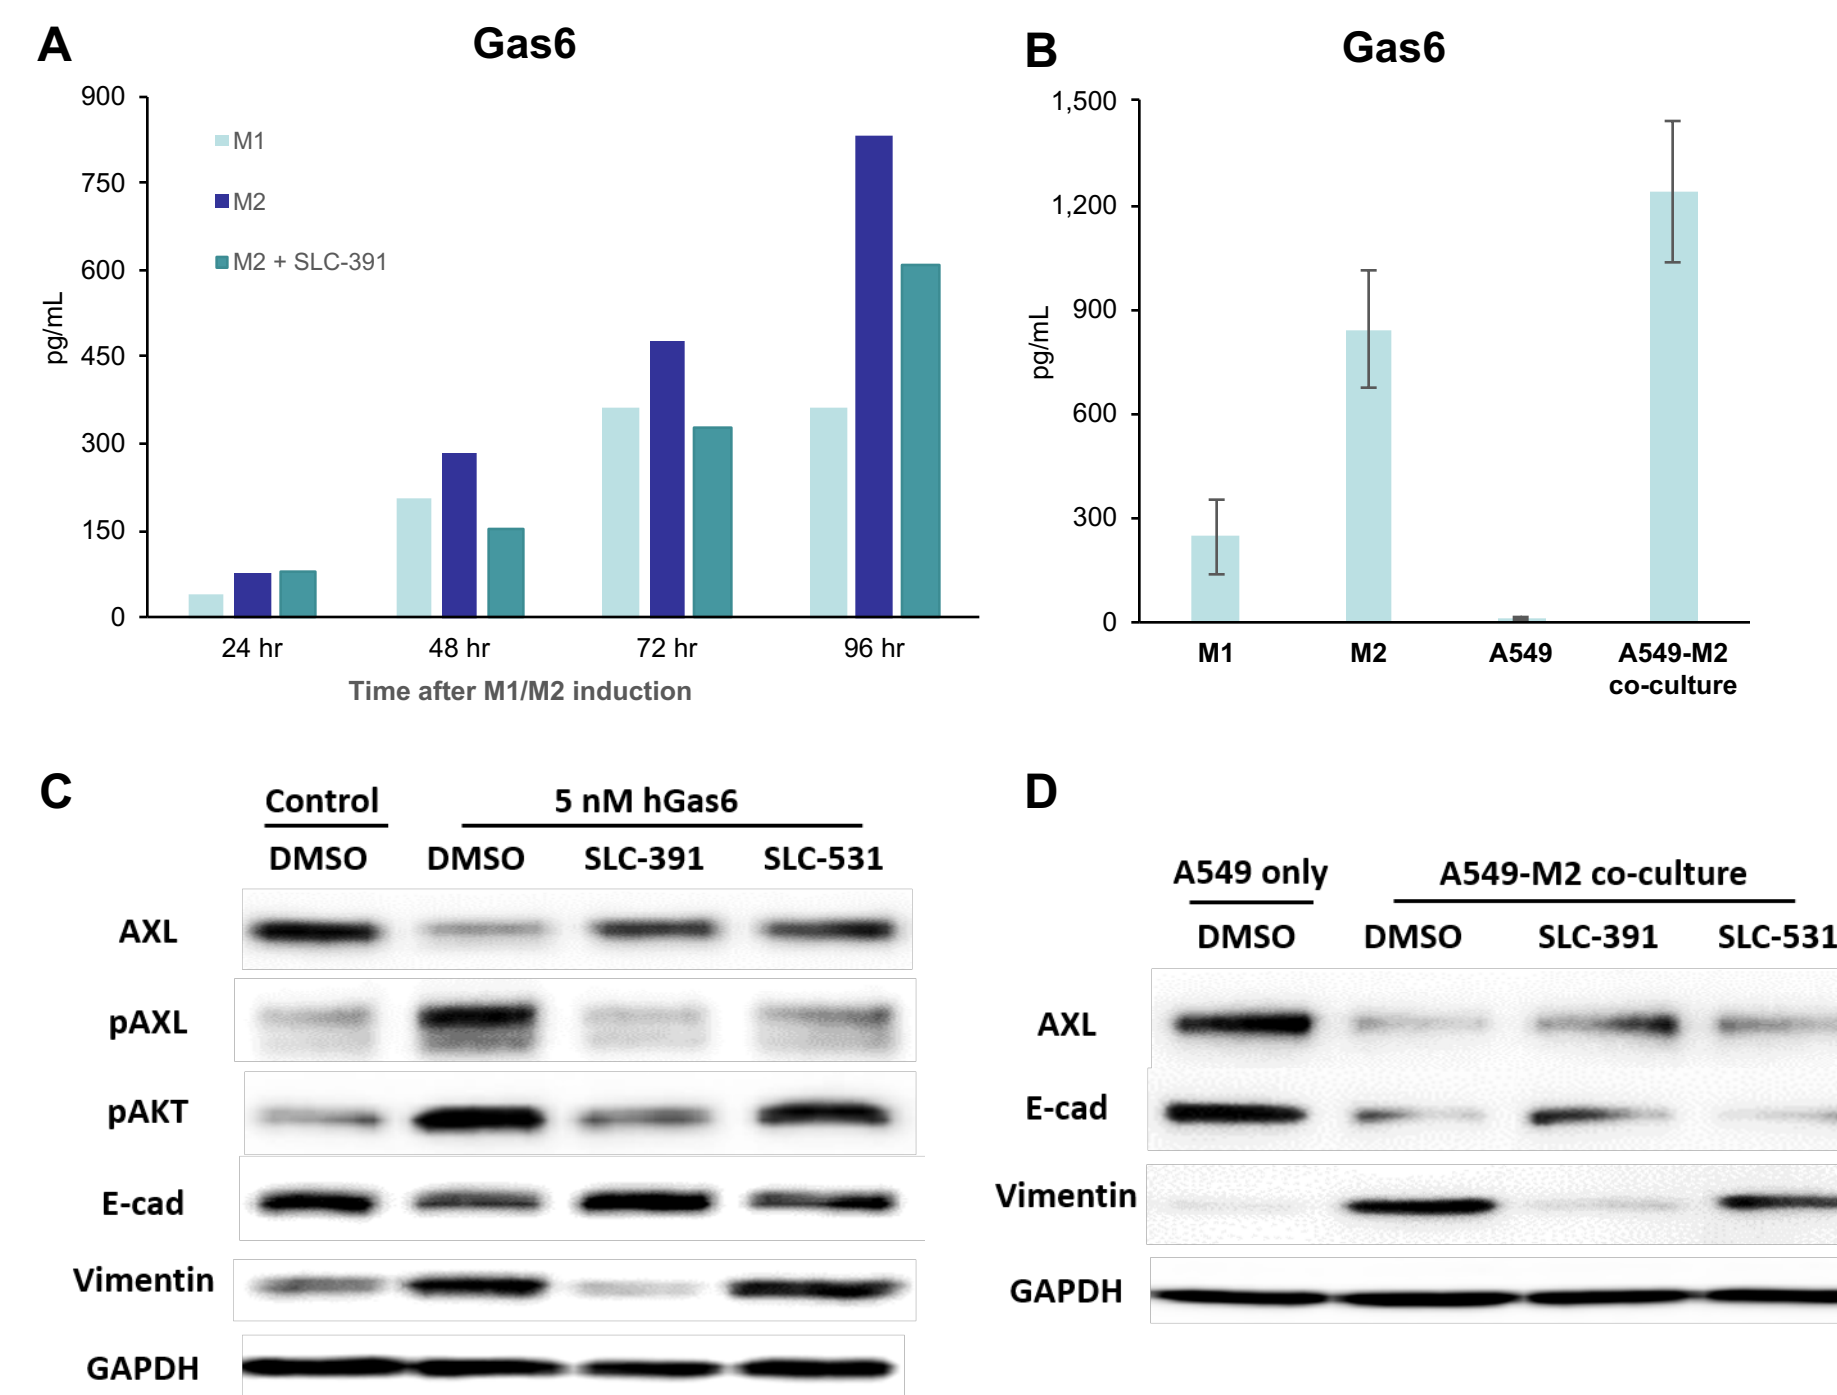 A
Gas6
900
750
600
450
300
150
0
pg/mL
M1
M2
M2 + SLC-391
24 hr
48 hr
72 hr
96 hr
Time after M1/M2 induction
B
Gas6
1,500
1,200
900
600
300
0
pg/mL
M1
M2
A549
A549-M2
co-culture
C
Control
5 nM hGas6
DMSO
DMSO
SLC-391
SLC-531
AXL
pAXL
pAKT
E-cad
Vimentin
GAPDH
D
A549 only
A549-M2 co-culture
DMSO
DMSO
SLC-391
SLC-531
AXL
E-cad
Vimentin
GAPDH